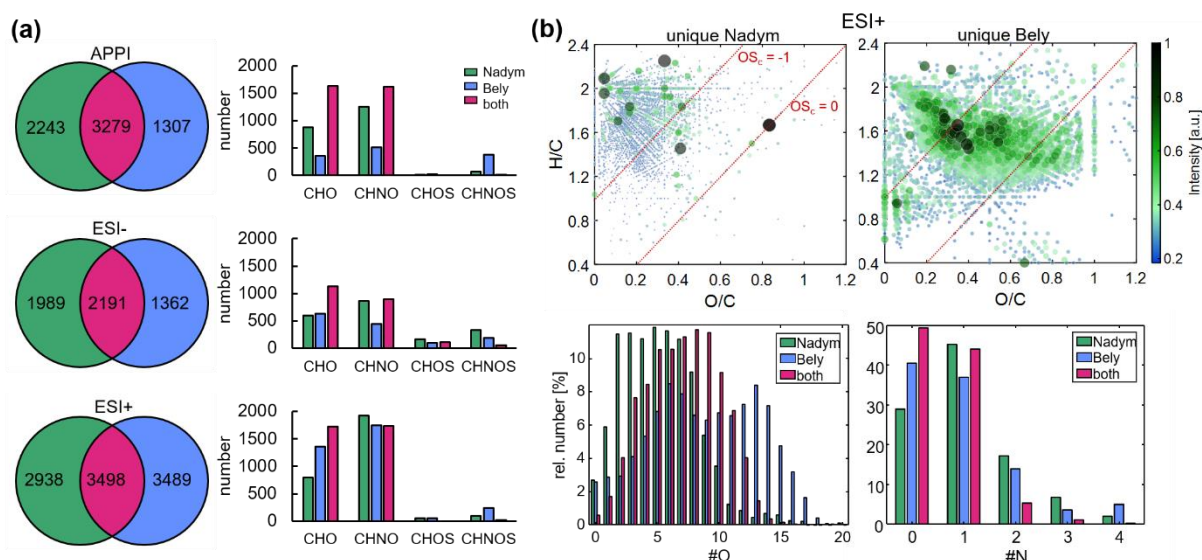 (a)
APPI
2243 3279 1307
number
2000
1500
1000
500
0
CHO CHNO CHOS CHNOS
Nadym
Bely
both
ESI-
1989 2191 1362
number
2000
1500
1000
500
0
CHO CHNO CHOS CHNOS
ESI+
2938 3498 3489
number
2000
1500
1000
500
0
CHO CHNO CHOS CHNOS
(b)
ESI+
unique Nadym
H/C
2.4
2
1.6
1.2
0.8
0.4
0 0.2 0.4 0.6 0.8 1 1.2
O/C
OSc = -1
OSc = 0
unique Bely
2.4
2.0
1.6
1.2
0.8
0.4
0 0.2 0.4 0.6 0.8 1 1.2
O/C
1
0.8
0.6
0.4
0.2
Intensity [a.u.]
rel. number [%]
10
8
6
4
2
0
0 5 10 15 20
#O
Nadym
Bely
both
50
40
30
20
10
0
0 1 2 3 4
#N
Nadym
Bely
both